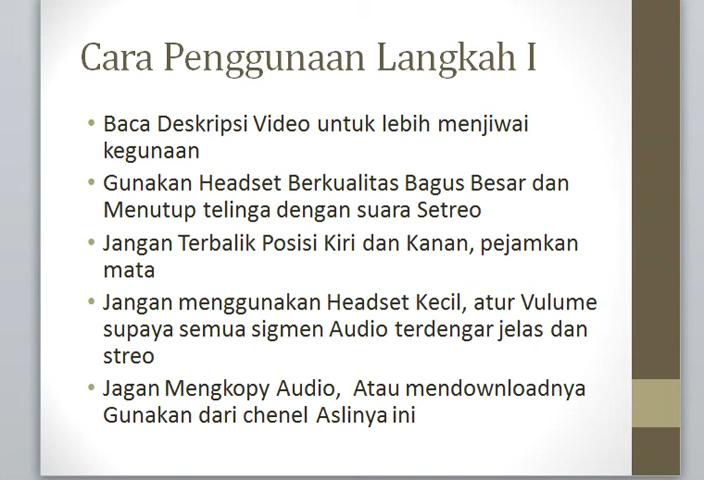 Cara Penggunaan Langkah I
• Baca Deskripsi Video untuk lebih menjiwai
kegunaan
• Gunakan Headset Berkualitas Bagus Besar dan
Menutup telinga dengan suara Setreo
• Jangan Terbalik Posisi Kiri dan Kanan, pejamkan
mata
• Jangan menggunakan Headset Kecil, atur Vulume
supaya semua sigmen Audio terdengar jelas dan
streo
• Jagan Mengkopy Audio,  Atau mendownloadnya
Gunakan dari chenel Aslinya ini